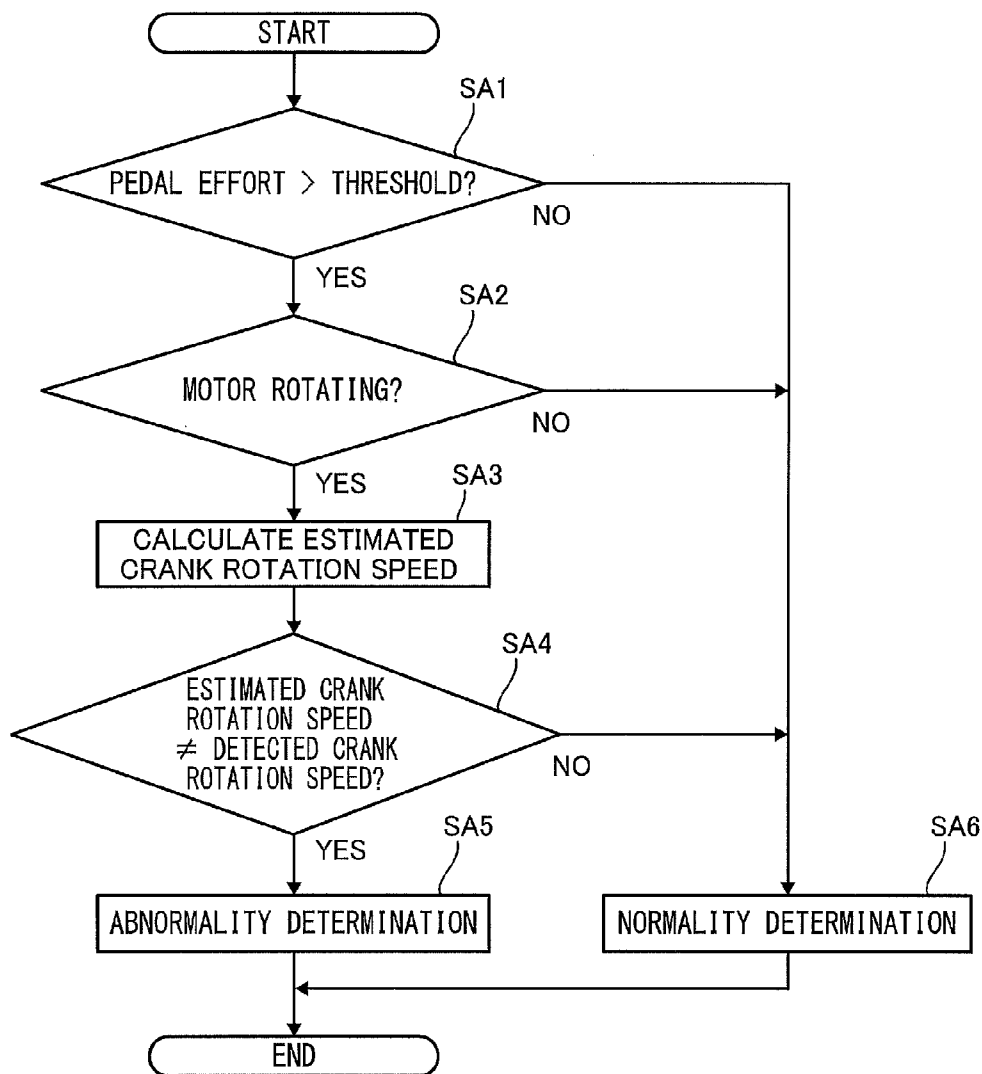 START
SA1
PEDAL EFFORT > THRESHOLD?
NO
YES
SA2
MOTOR ROTATING?
NO
YES
SA3
CALCULATE ESTIMATED
CRANK ROTATION SPEED
SA4
ESTIMATED CRANK
ROTATION SPEED
≠ DETECTED CRANK
ROTATION SPEED?
NO
YES
SA5
ABNORMALITY DETERMINATION
SA6
NORMALITY DETERMINATION
END